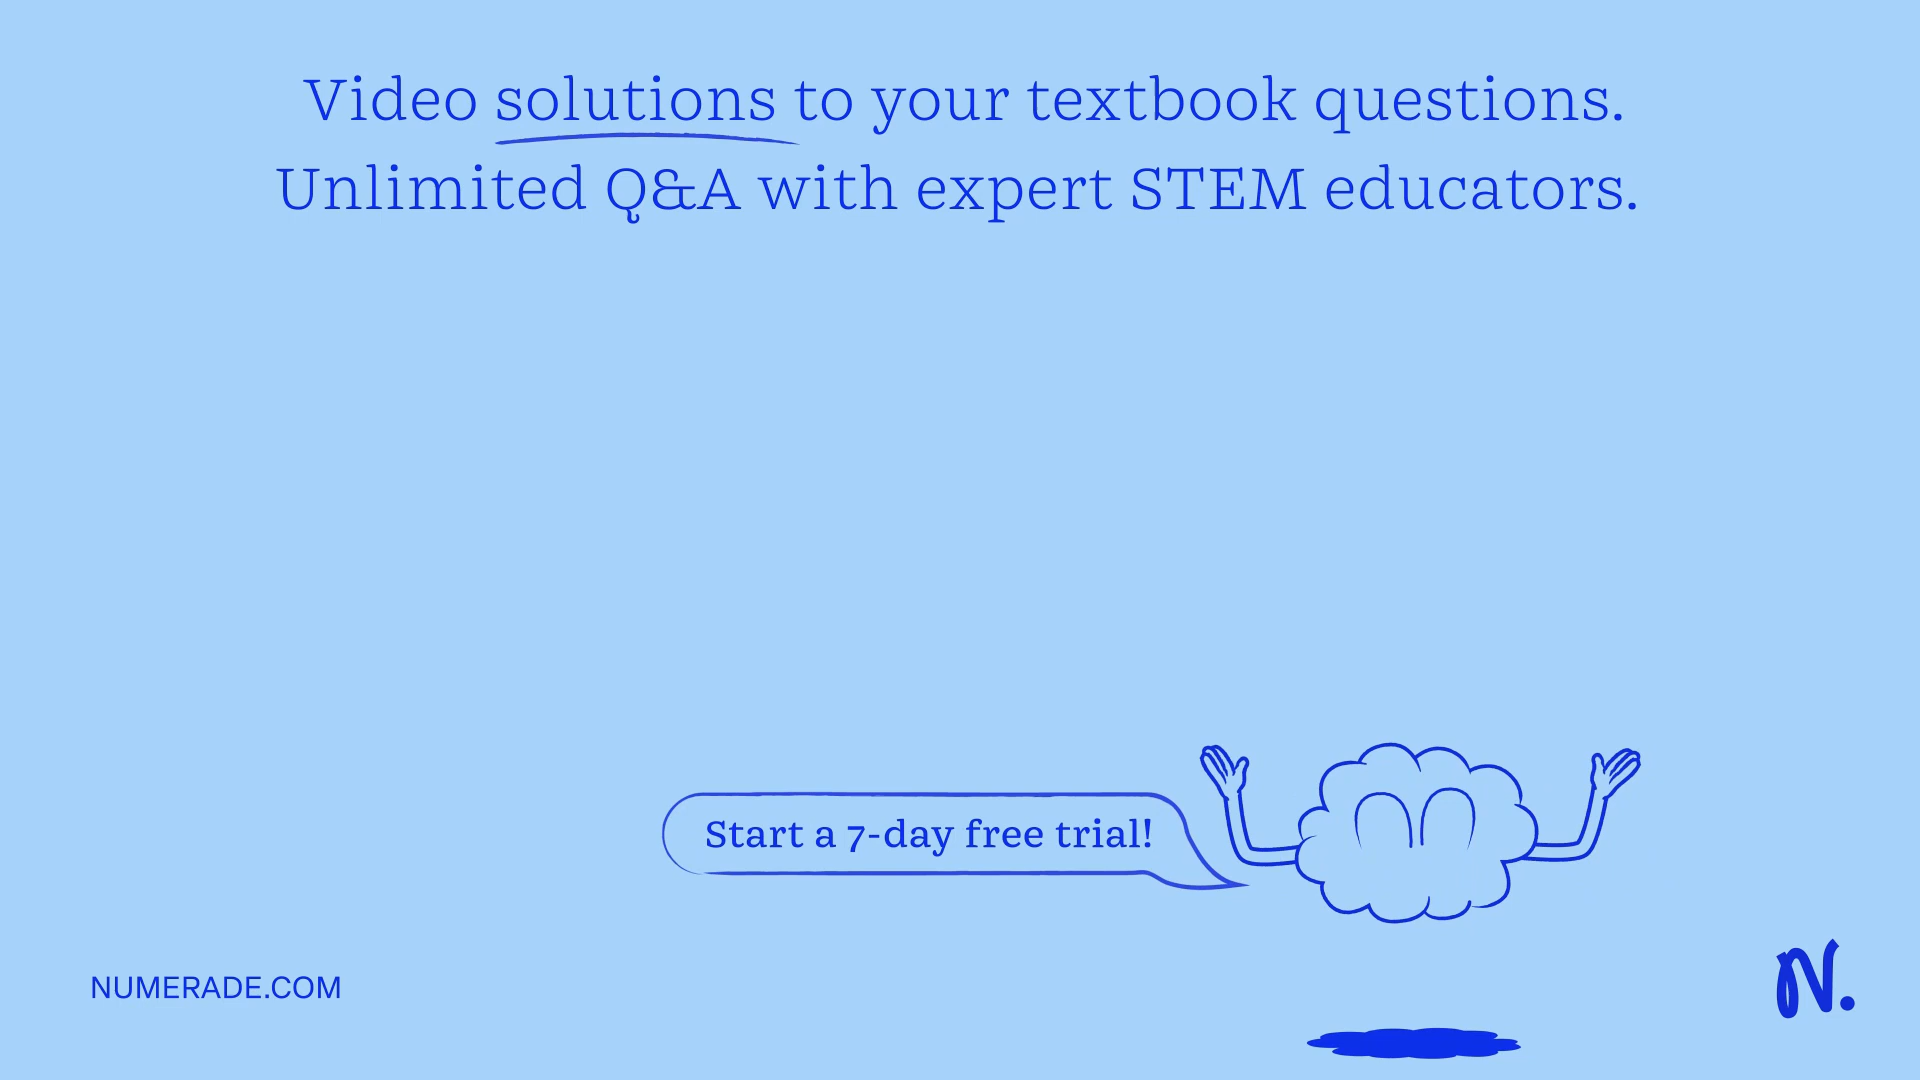 Video solutions to your textbook questions.
Unlimited Q&A with expert STEM educators.
Start a 7-day free trial!
NUMERADE.COM
N.